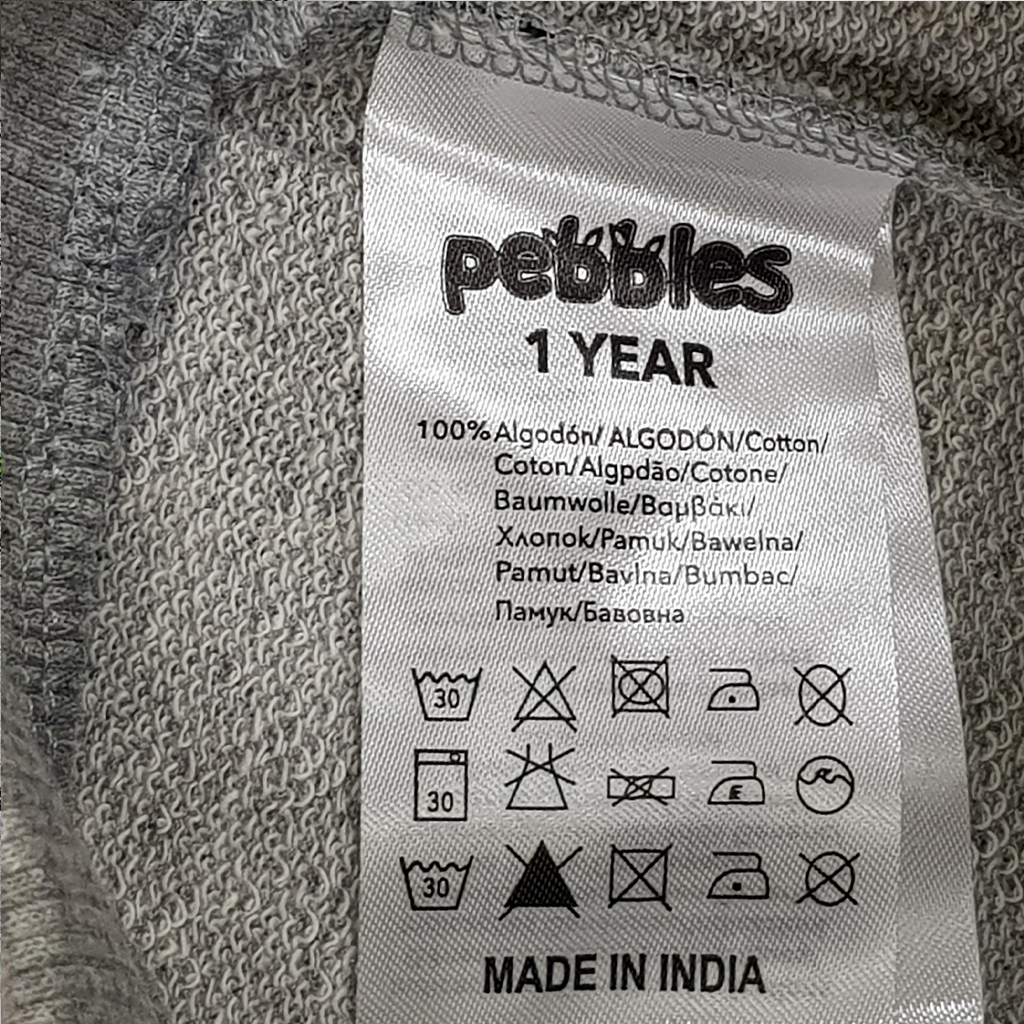 pebbles
1 YEAR
100% Algodón/ ALGODÓN/Cotton/
Coton/Algpdão/Cotone/
Baumwolle/Βαμβάκι/
Хлопок/Pamuk/Bawelna/
Pamut/Bavlna/Bumbac/
Памук/Бавовна
30
30
E
30
MADE IN INDIA